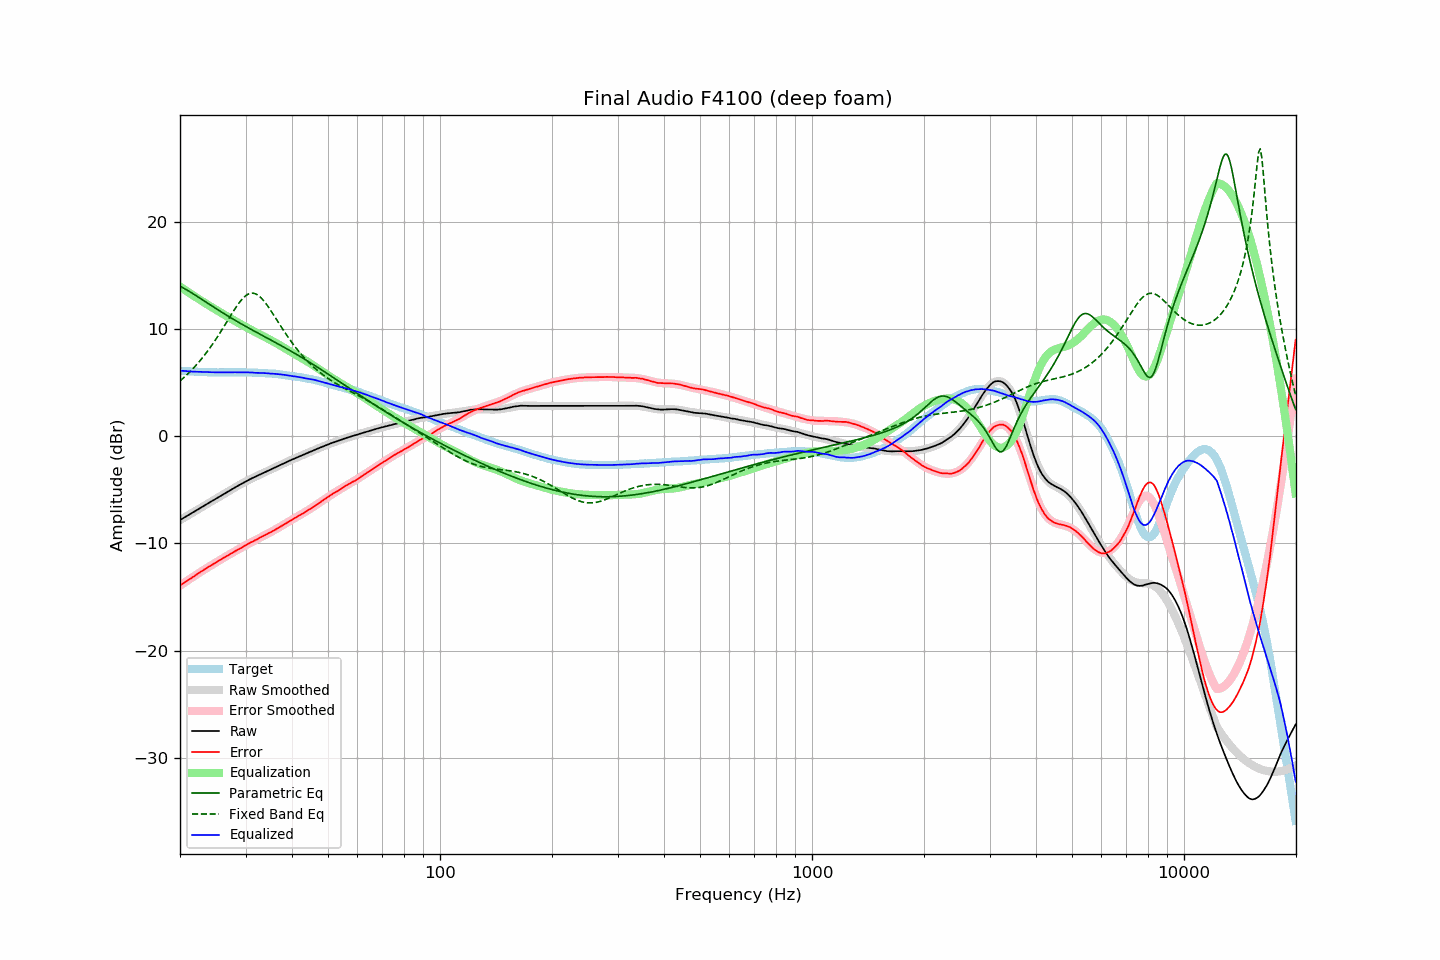 Final Audio F4100 (deep foam)
Amplitude (dBr)
20
10
0
−10
−20
−30
Target
Raw Smoothed
Error Smoothed
Raw
Error
Equalization
Parametric Eq
Fixed Band Eq
Equalized
100
1000
10000
Frequency (Hz)